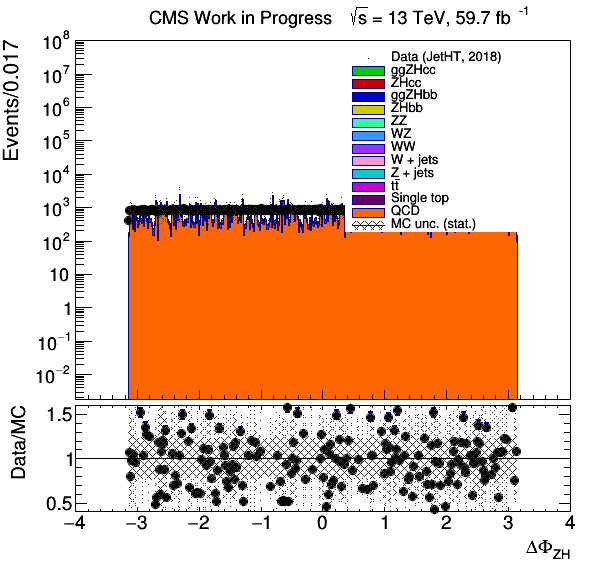 CMS Work in Progress √s = 13 TeV, 59.7 fb⁻¹
Events/0.017
10⁸
10⁷
10⁶
10⁵
10⁴
10³
10²
10
1
10⁻¹
10⁻²
Data (JetHT, 2018)
ggZHcc
ZHcc
ggZHbb
ZHbb
ZZ
WZ
WW
W + jets
Z + jets
tt̄
Single top
QCD
MC unc. (stat.)
Data/MC
1.5
1
0.5
−4 −3 −2 −1 0 1 2 3 4
ΔΦ_ZH